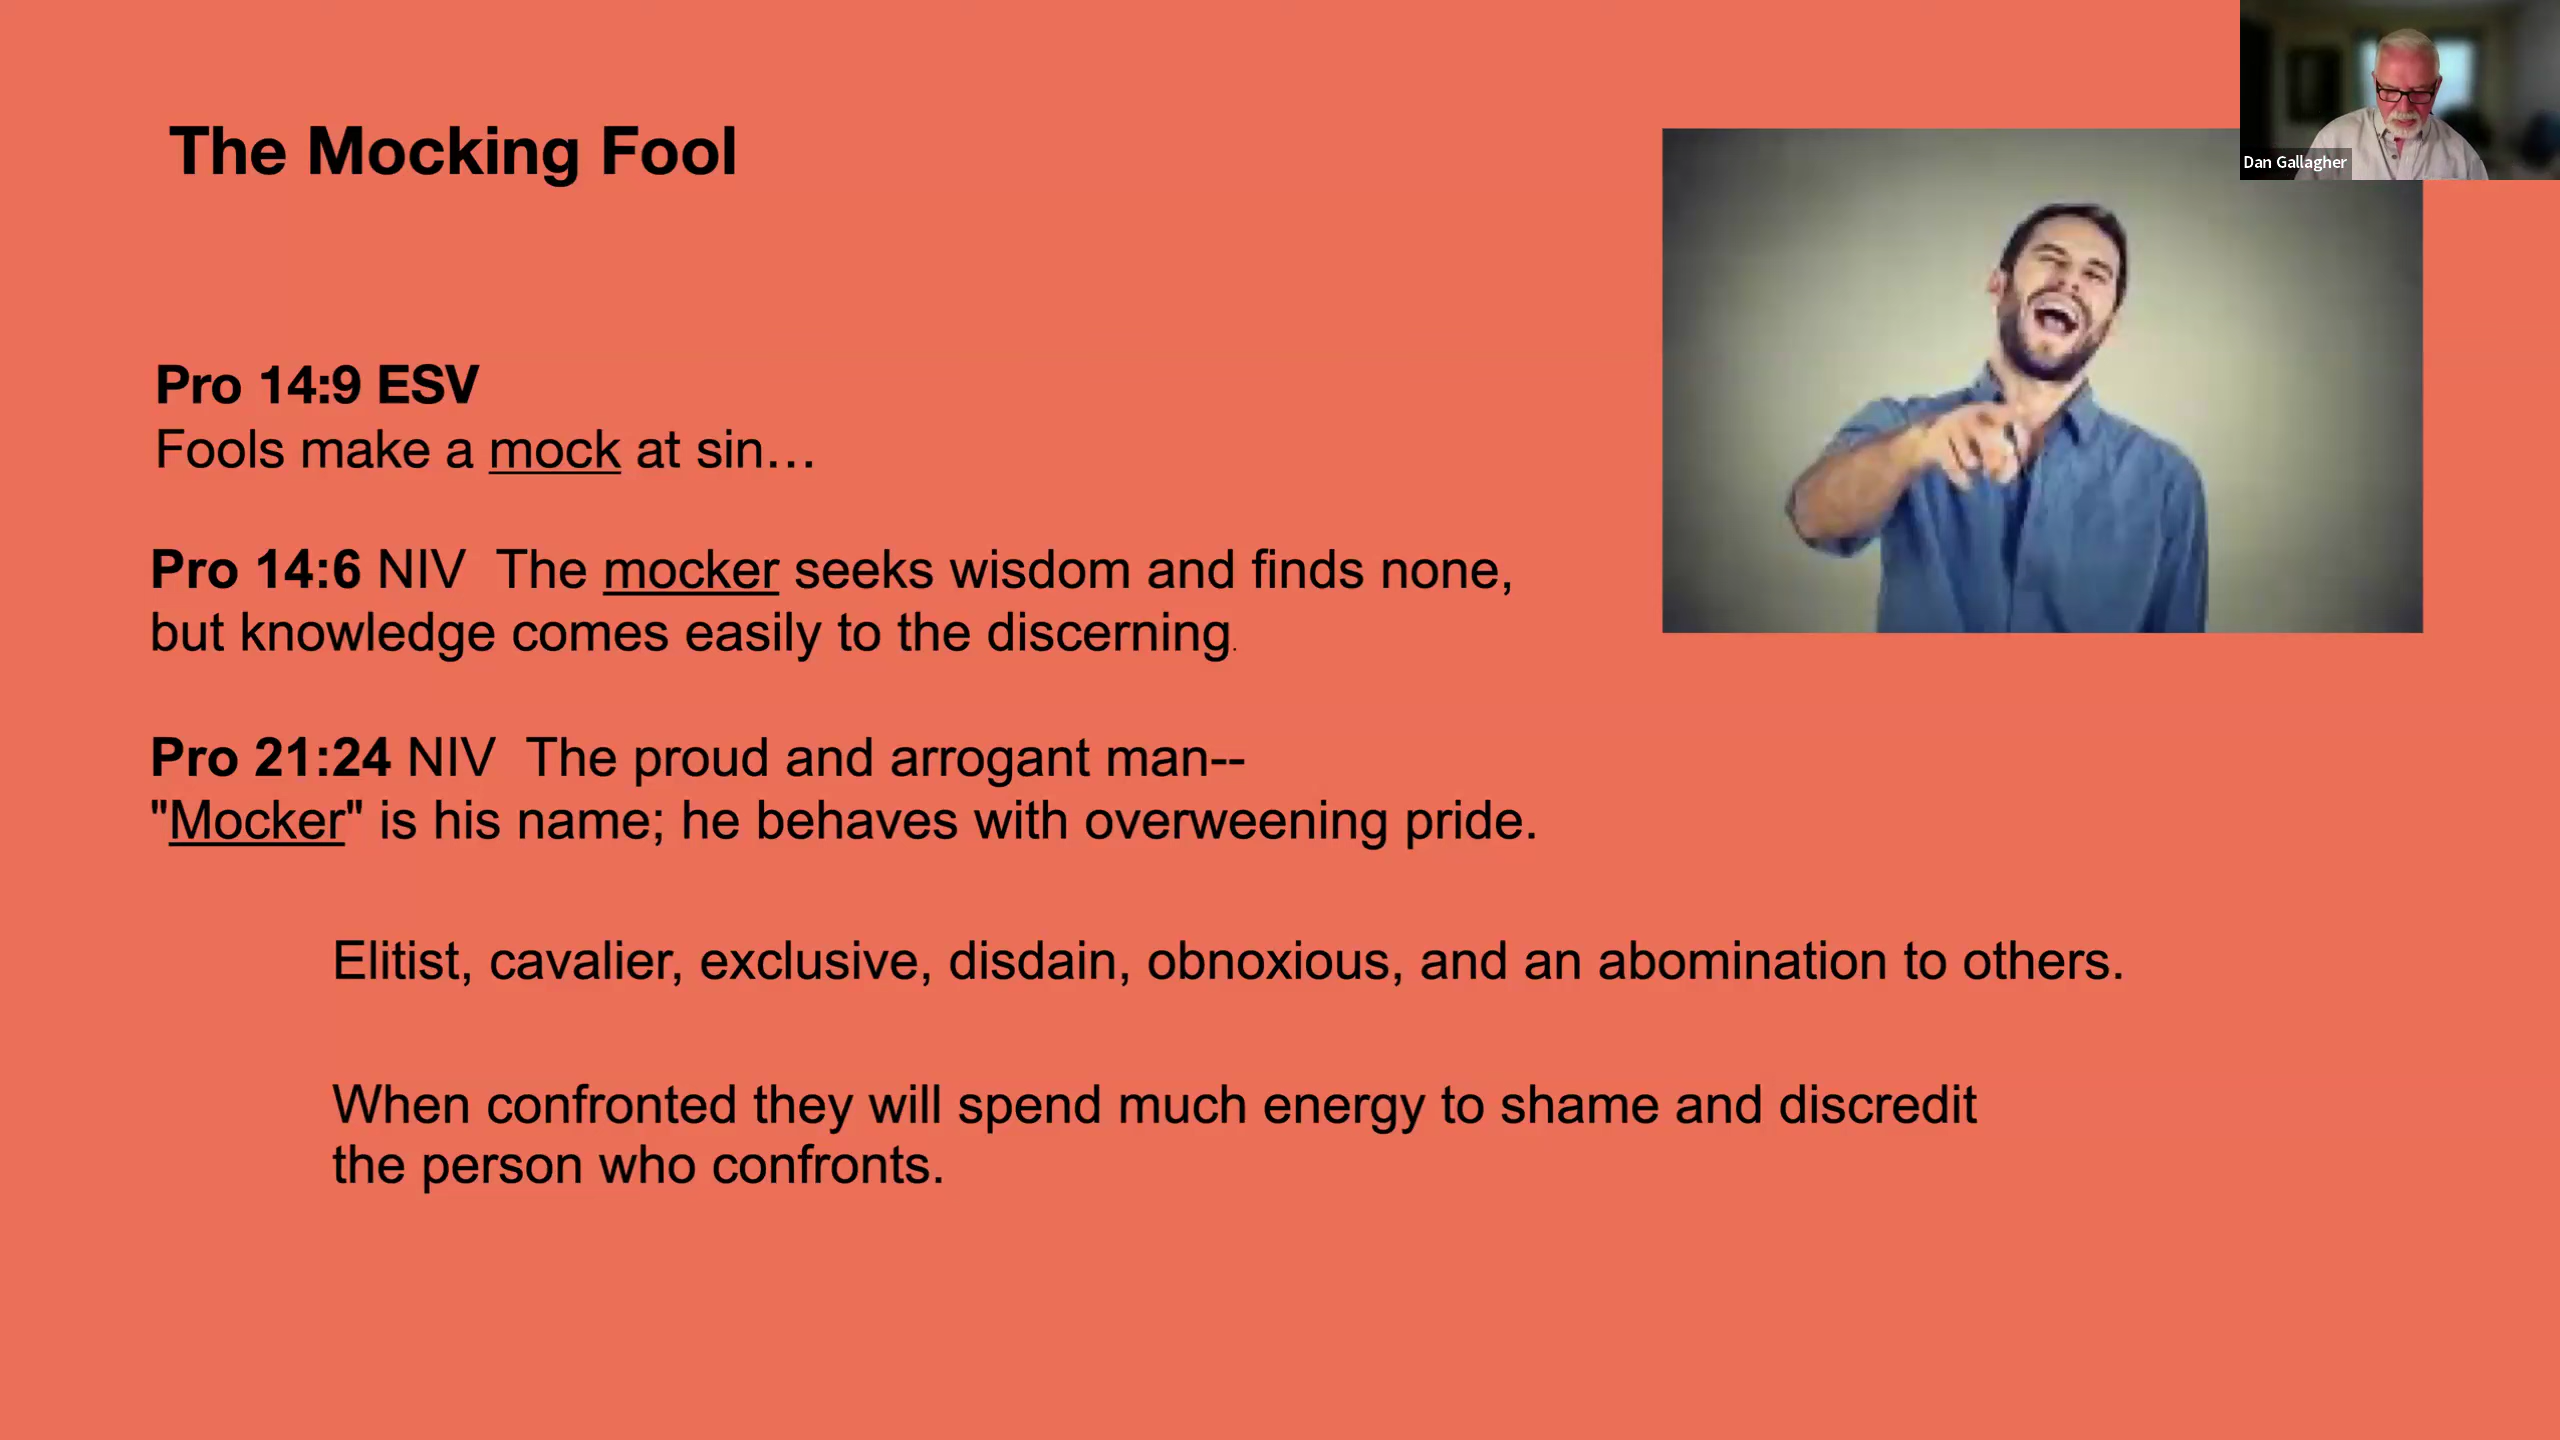 The Mocking Fool
Dan Gallagher
Pro 14:9 ESV
Fools make a mock at sin…
Pro 14:6 NIV  The mocker seeks wisdom and finds none,
but knowledge comes easily to the discerning.
Pro 21:24 NIV  The proud and arrogant man--
"Mocker" is his name; he behaves with overweening pride.
Elitist, cavalier, exclusive, disdain, obnoxious, and an abomination to others.
When confronted they will spend much energy to shame and discredit
the person who confronts.